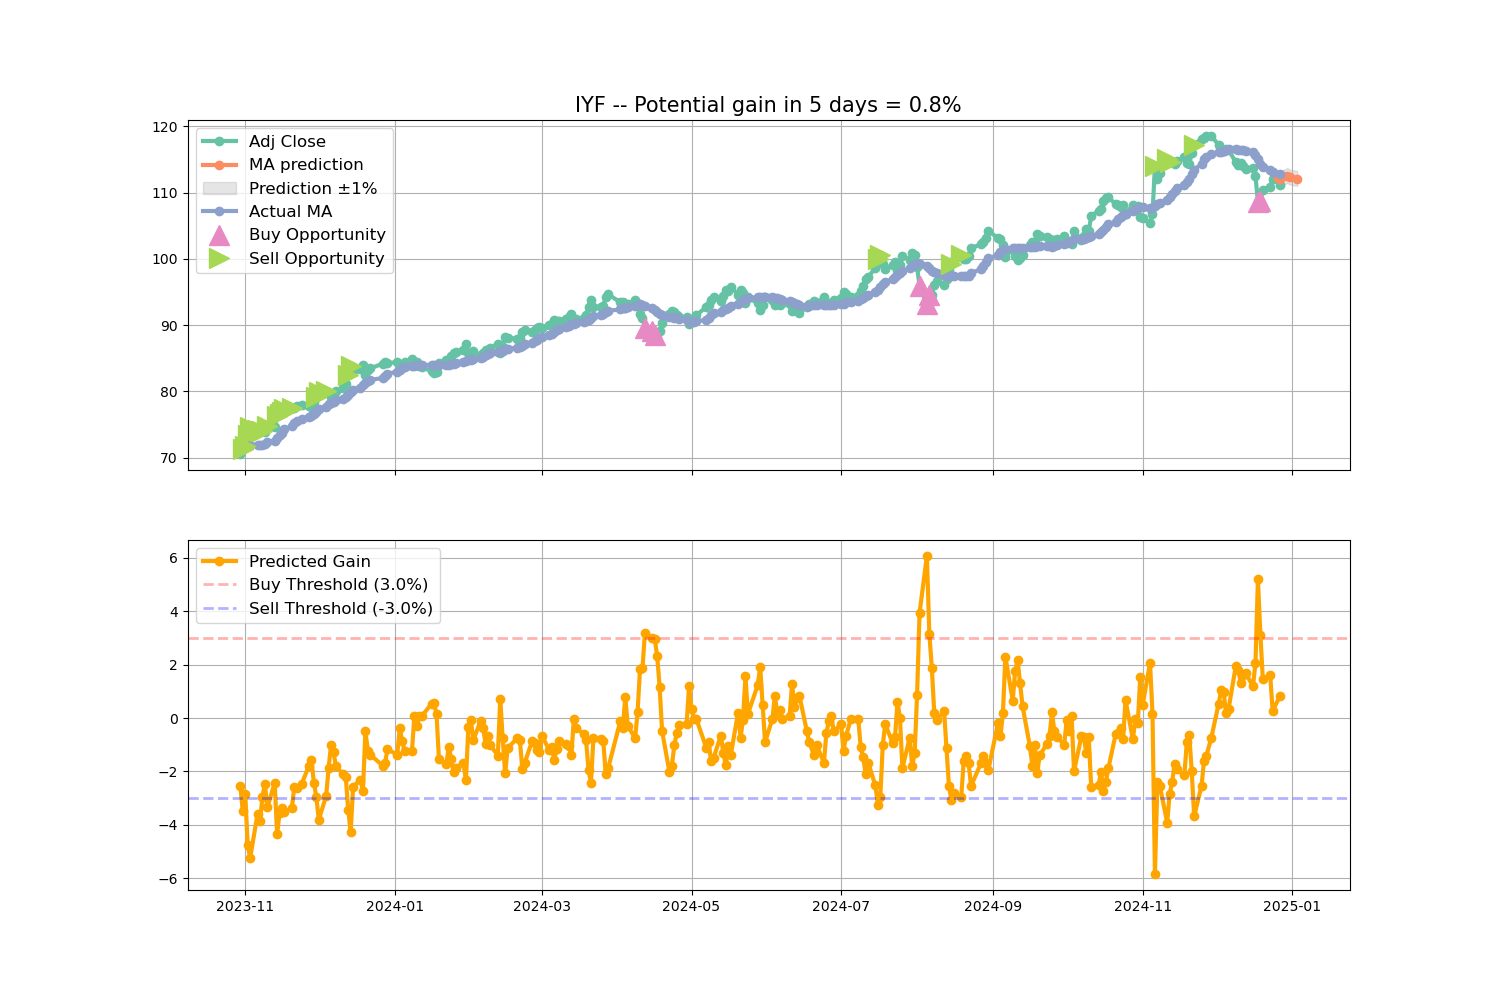 IYF -- Potential gain in 5 days = 0.8%
120
110
100
90
80
70
Adj Close
MA prediction
Prediction ±1%
Actual MA
Buy Opportunity
Sell Opportunity
6
4
2
0
−2
−4
−6
Predicted Gain
Buy Threshold (3.0%)
Sell Threshold (-3.0%)
2023-11
2024-01
2024-03
2024-05
2024-07
2024-09
2024-11
2025-01